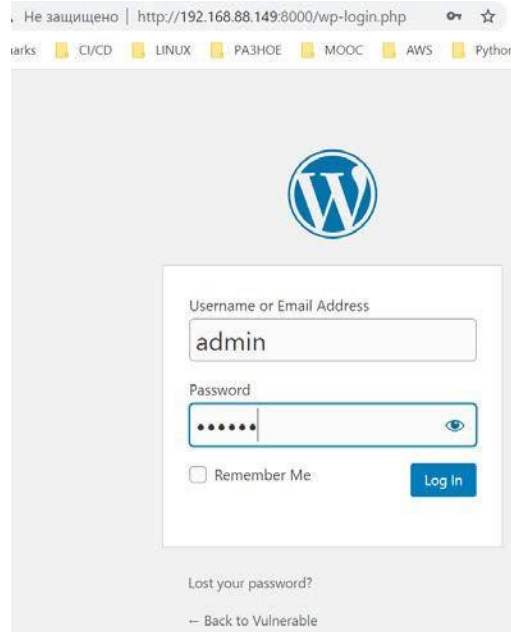 Не защищено | http://192.168.88.149:8000/wp-login.php
arks CI/CD LINUX РАЗНОЕ MOOC AWS Python
Username or Email Address
admin
Password
••••••
Remember Me
Log In
Lost your password?
← Back to Vulnerable